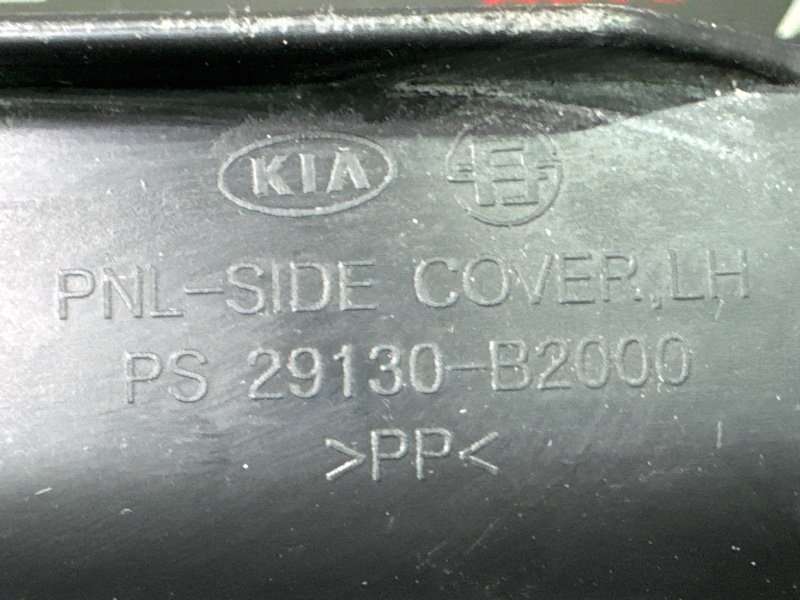 KIA
PNL-SIDE COVER,LH
PS 29130-B2000
>PP<